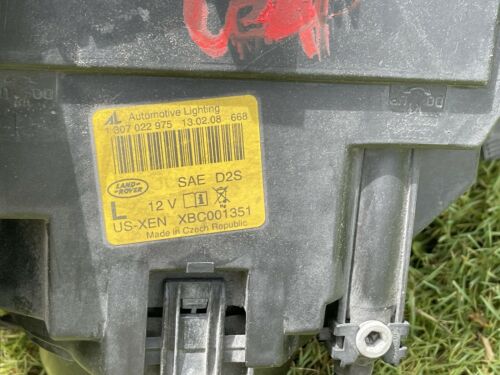 AL Automotive Lighting
1 307 022 975 13.02.08 668
LAND-
ROVER
SAE D2S
L 12 V
US-XEN XBC001351
Made in Czech Republic